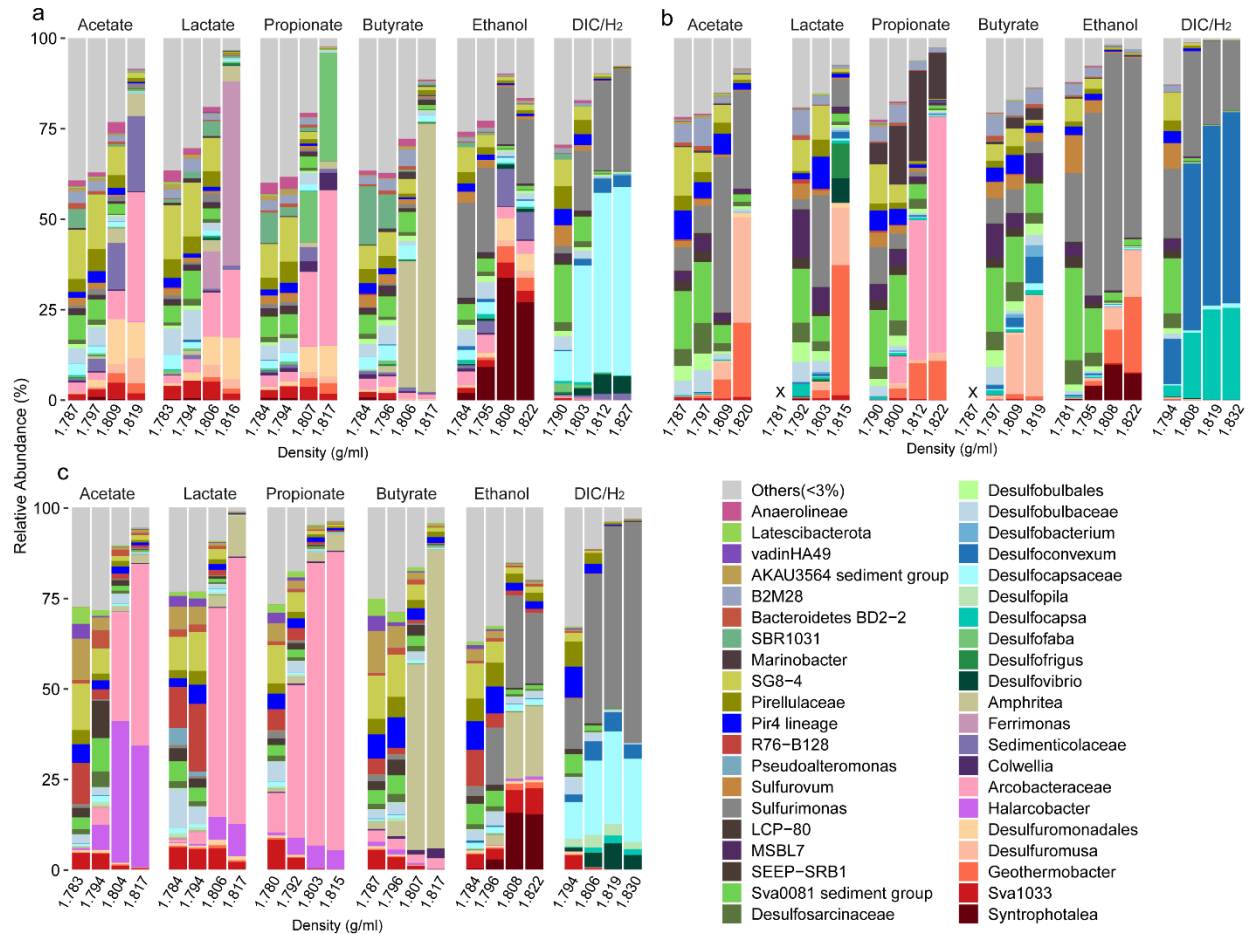 a
Acetate Lactate Propionate Butyrate Ethanol DIC/H2
100
75
50
25
0
1.787 1.797 1.809 1.819 1.783 1.794 1.806 1.816 1.784 1.794 1.807 1.817 1.784 1.796 1.806 1.817 1.784 1.795 1.808 1.822 1.790 1.803 1.812 1.827
Density (g/ml)
b
Acetate Lactate Propionate Butyrate Ethanol DIC/H2
X X
1.787 1.797 1.809 1.820 1.781 1.792 1.803 1.815 1.790 1.800 1.812 1.822 1.787 1.797 1.809 1.819 1.781 1.795 1.808 1.822 1.794 1.808 1.819 1.832
Density (g/ml)
Relative Abundance (%)
c
Acetate Lactate Propionate Butyrate Ethanol DIC/H2
100
75
50
25
0
1.783 1.794 1.804 1.817 1.784 1.794 1.806 1.817 1.780 1.792 1.803 1.815 1.787 1.796 1.807 1.817 1.784 1.796 1.808 1.822 1.794 1.806 1.819 1.830
Density (g/ml)
Others(<3%)
Anaerolineae
Latescibacterota
vadinHA49
AKAU3564 sediment group
B2M28
Bacteroidetes BD2-2
SBR1031
Marinobacter
SG8-4
Pirellulaceae
Pir4 lineage
R76-B128
Pseudoalteromonas
Sulfurovum
Sulfurimonas
LCP-80
MSBL7
SEEP-SRB1
Sva0081 sediment group
Desulfosarcinaceae
Desulfobulbales
Desulfobulbaceae
Desulfobacterium
Desulfoconvexum
Desulfocapsaceae
Desulfopila
Desulfocapsa
Desulfofaba
Desulfofrigus
Desulfovibrio
Amphritea
Ferrimonas
Sedimenticolaceae
Colwellia
Arcobacteraceae
Halarcobacter
Desulfuromonadales
Desulfuromusa
Geothermobacter
Sva1033
Syntrophotalea